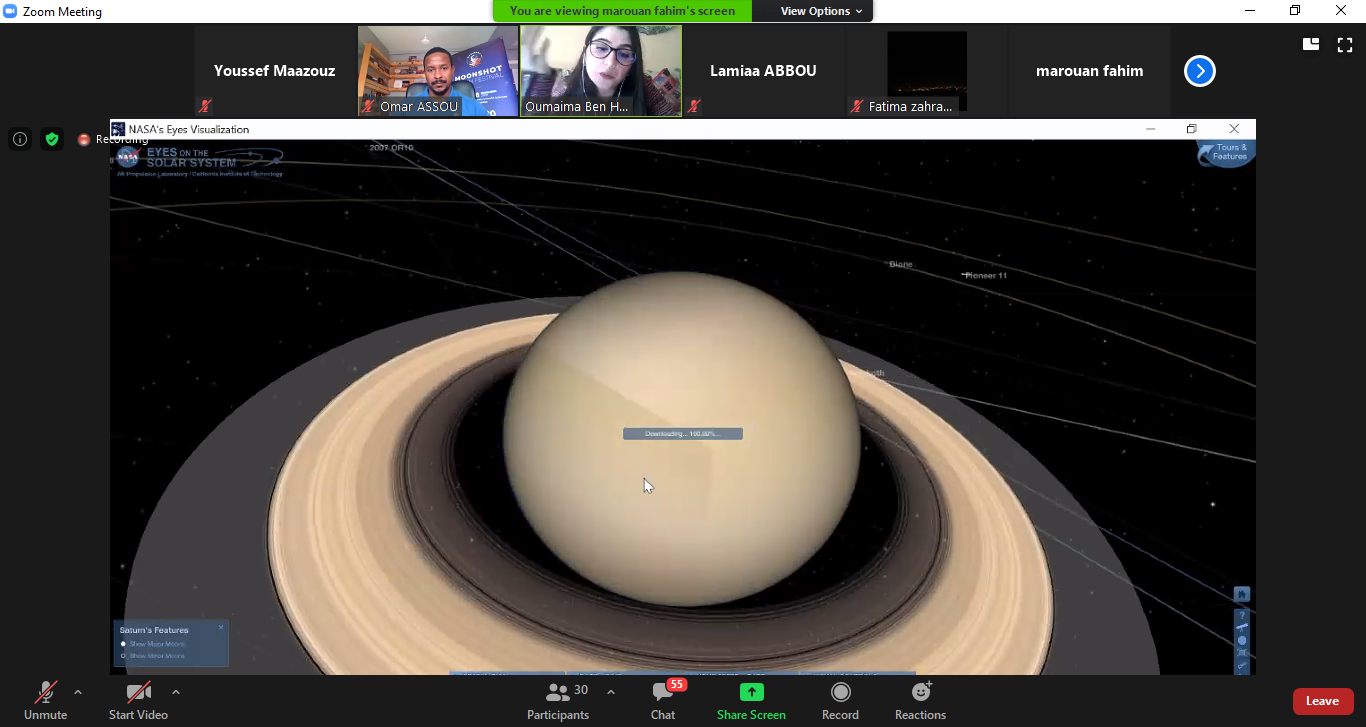 Zoom Meeting
You are viewing marouan fahim's screen
View Options
Youssef Maazouz
MOONSHOT
FESTIVAL
Omar ASSOU
Oumaima Ben H...
Lamiaa ABBOU
Fatima zahra...
marouan fahim
Recording
NASA's Eyes Visualization
NASA
EYES ON THE
SOLAR SYSTEM
Jet Propulsion Laboratory / California Institute of Technology
2007 OR10
Tours &
Features
Dione
Pioneer 11
Downloading... 100.00%...
Saturn's Features
Show Major Moons
Show Minor Moons
Unmute
Start Video
30
Participants
55
Chat
Share Screen
Record
Reactions
Leave